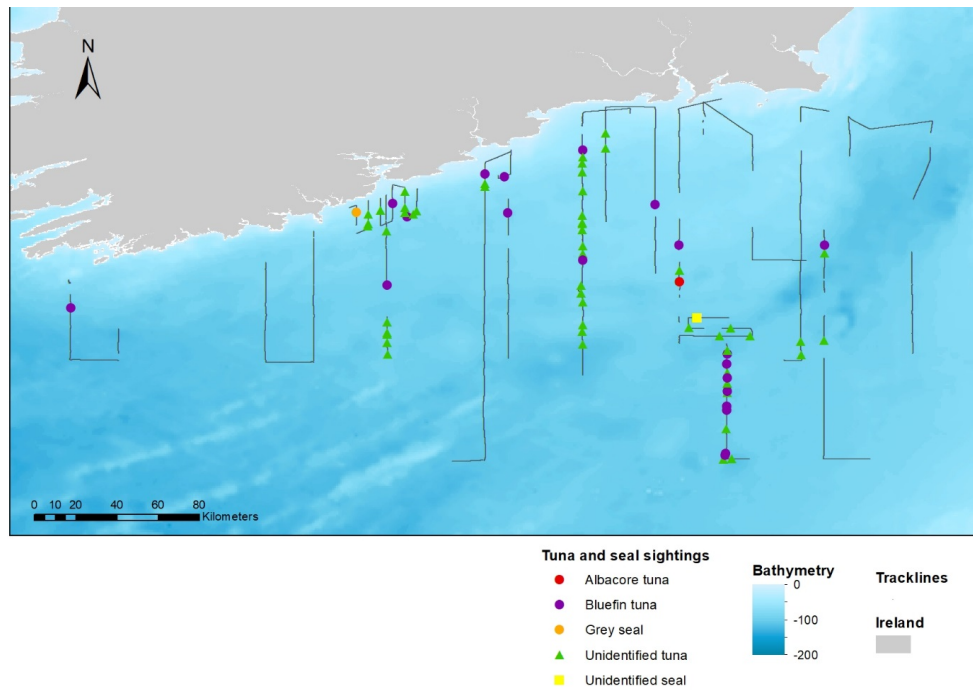 N
0 10 20 40 60 80
Kilometers
Tuna and seal sightings
Albacore tuna
Bluefin tuna
Grey seal
Unidentified tuna
Unidentified seal
Bathymetry
0
-100
-200
Tracklines
Ireland